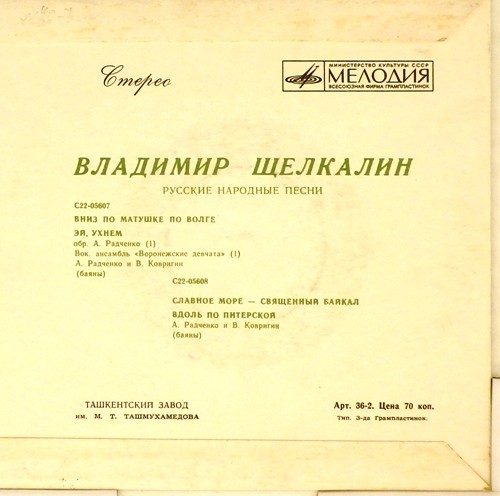 Стерео
МИНИСТЕРСТВО КУЛЬТУРЫ СССР
МЕЛОДИЯ
ВСЕСОЮЗНАЯ ФИРМА ГРАМПЛАСТИНОК
ВЛАДИМИР ЩЕЛКАЛИН
РУССКИЕ НАРОДНЫЕ ПЕСНИ
С22-05607
ВНИЗ ПО МАТУШКЕ ПО ВОЛГЕ
ЭЙ, УХНЕМ
обр. А. Радченко (1)
Вок. ансамбль «Воронежские девчата» (1)
А. Радченко и В. Ковригин
(баяны)
С22-05608
СЛАВНОЕ МОРЕ — СВЯЩЕННЫЙ БАЙКАЛ
ВДОЛЬ ПО ПИТЕРСКОЙ
А. Радченко и В. Ковригин
(баяны)
ТАШКЕНТСКИЙ ЗАВОД
им. М. Т. ТАШМУХАМЕДОВА
Арт. 36-2. Цена 70 коп.
Тип. З-да Грампластинок.